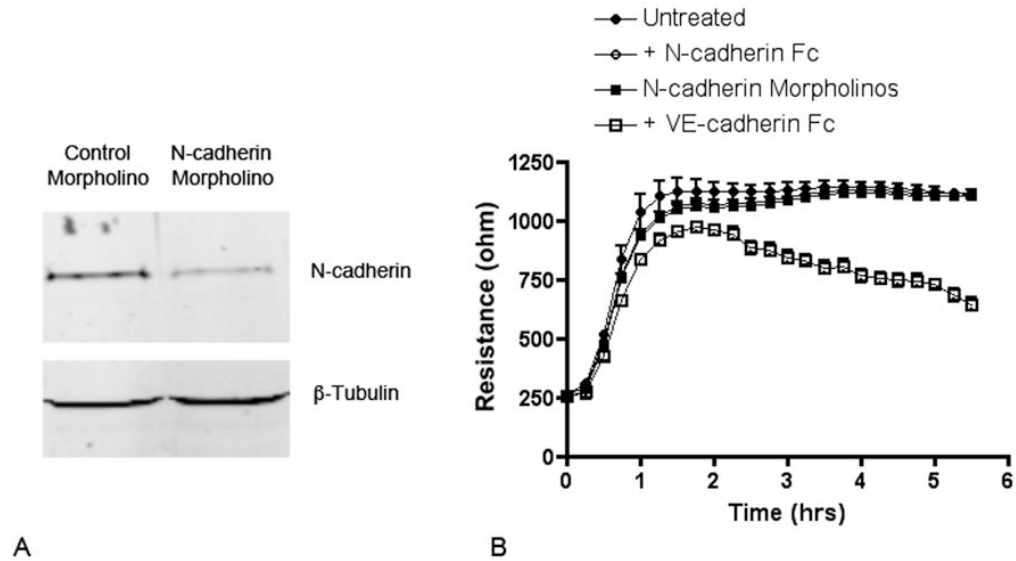 Control
Morpholino
N-cadherin
Morpholino
N-cadherin
β-Tubulin
A
Untreated
+ N-cadherin Fc
N-cadherin Morpholinos
+ VE-cadherin Fc
Resistance (ohm)
1250
1000
750
500
250
0
0 1 2 3 4 5 6
Time (hrs)
B